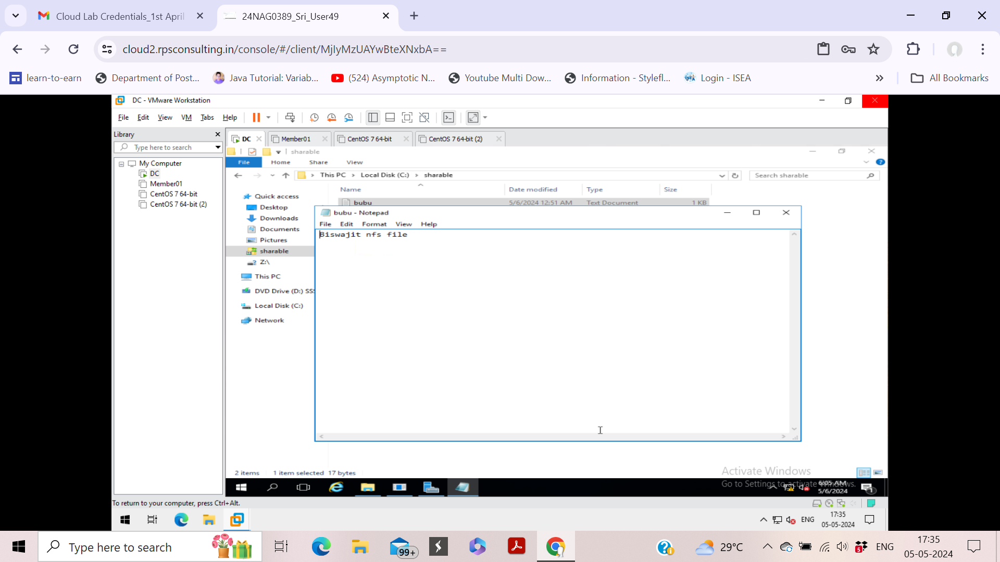 Cloud Lab Credentials_1st April
24NAG0389_Sri_User49
cloud2.rpsconsulting.in/console/#/client/MjIyMzUAYwBteXNxbA==
learn-to-earn
Department of Post...
Java Tutorial: Variab...
(524) Asymptotic N...
Youtube Multi Dow...
Information - Stylefl...
Login - ISEA
All Bookmarks
DC - VMware Workstation
File Edit View VM Tabs Help
Library
Type here to search
My Computer
DC
Member01
CentOS 7 64-bit
CentOS 7 64-bit (2)
DC
Member01
CentOS 7 64-bit
CentOS 7 64-bit (2)
sharable
File Home Share View
This PC > Local Disk (C:) > sharable
Search sharable
Name Date modified Type Size
bubu 5/6/2024 12:51 AM Text Document 1 KB
Quick access
Desktop
Downloads
Documents
Pictures
sharable
Z:\
This PC
DVD Drive (D:) SS
Local Disk (C:)
Network
bubu - Notepad
File Edit Format View Help
Biswajit nfs file
2 items 1 item selected 17 bytes
Activate Windows
Go to Settings to activate Windows.
6:05 AM
5/6/2024
1
To return to your computer, press Ctrl+Alt.
ENG
17:35
05-05-2024
Type here to search
99+
29°C
5
ENG
17:35
05-05-2024